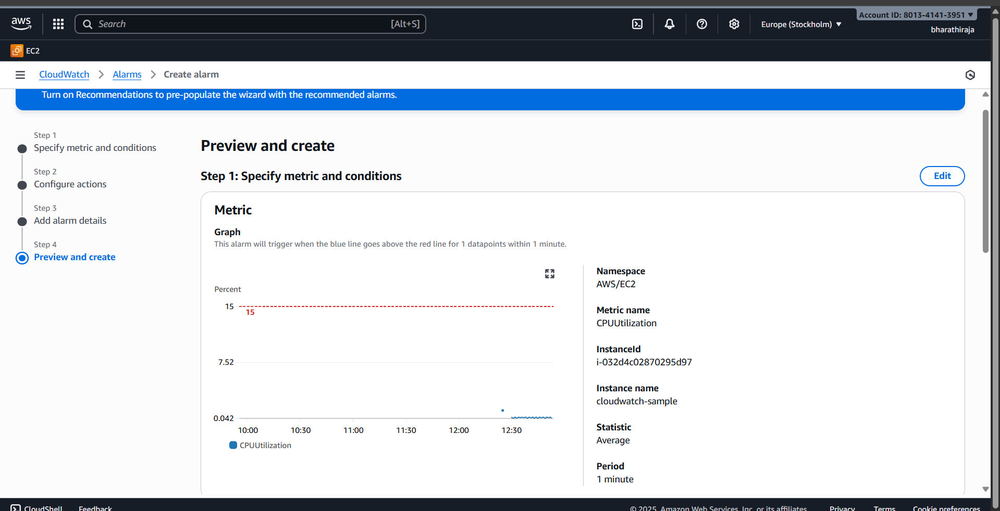 aws
Search
[Alt+S]
Europe (Stockholm)
Account ID: 8013-4141-3951
bharathiraja
EC2
CloudWatch
Alarms
Create alarm
Turn on Recommendations to pre-populate the wizard with the recommended alarms.
Step 1
Specify metric and conditions
Step 2
Configure actions
Step 3
Add alarm details
Step 4
Preview and create
Preview and create
Step 1: Specify metric and conditions
Edit
Metric
Graph
This alarm will trigger when the blue line goes above the red line for 1 datapoints within 1 minute.
Percent
15
15
7.52
0.042
10:00
10:30
11:00
11:30
12:00
12:30
CPUUtilization
Namespace
AWS/EC2
Metric name
CPUUtilization
InstanceId
i-032d4c02870295d97
Instance name
cloudwatch-sample
Statistic
Average
Period
1 minute
CloudShell
Feedback
© 2025, Amazon Web Services, Inc. or its affiliates.
Privacy
Terms
Cookie preferences